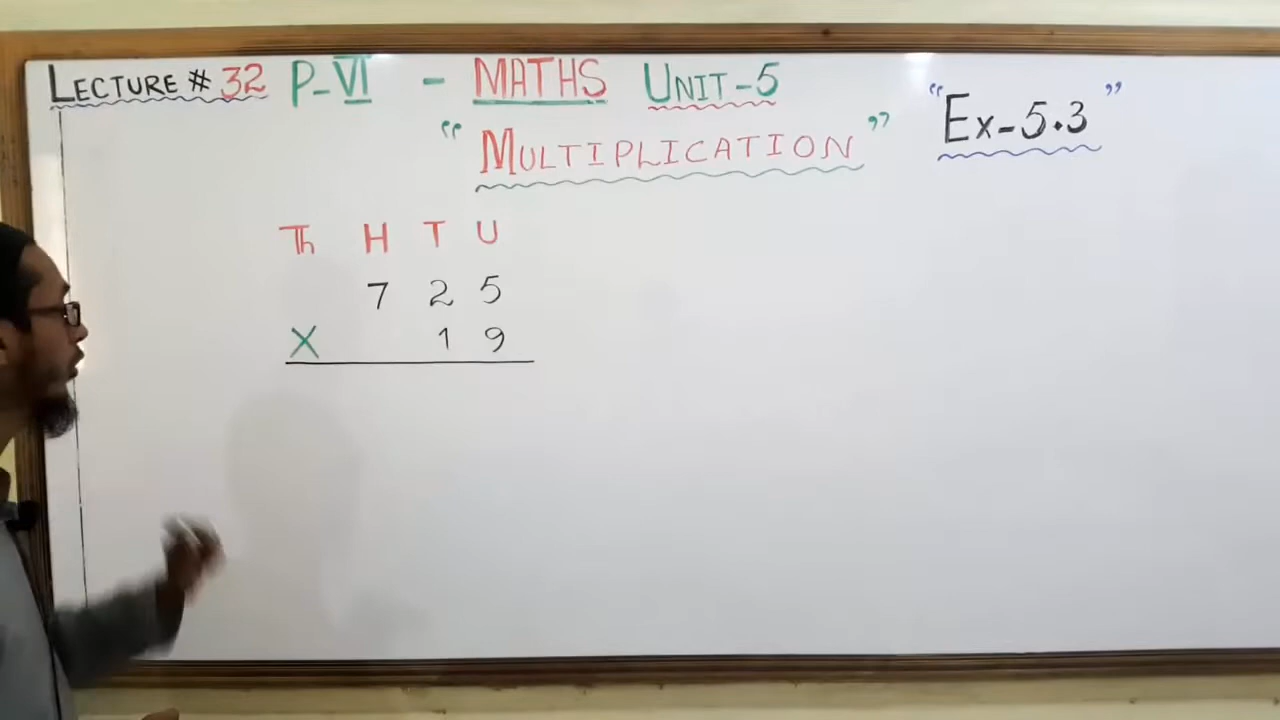 LECTURE # 32 P-VI - MATHS UNIT-5
"MULTIPLICATION" "Ex-5.3"
Th H T U
7 2 5
X 1 9